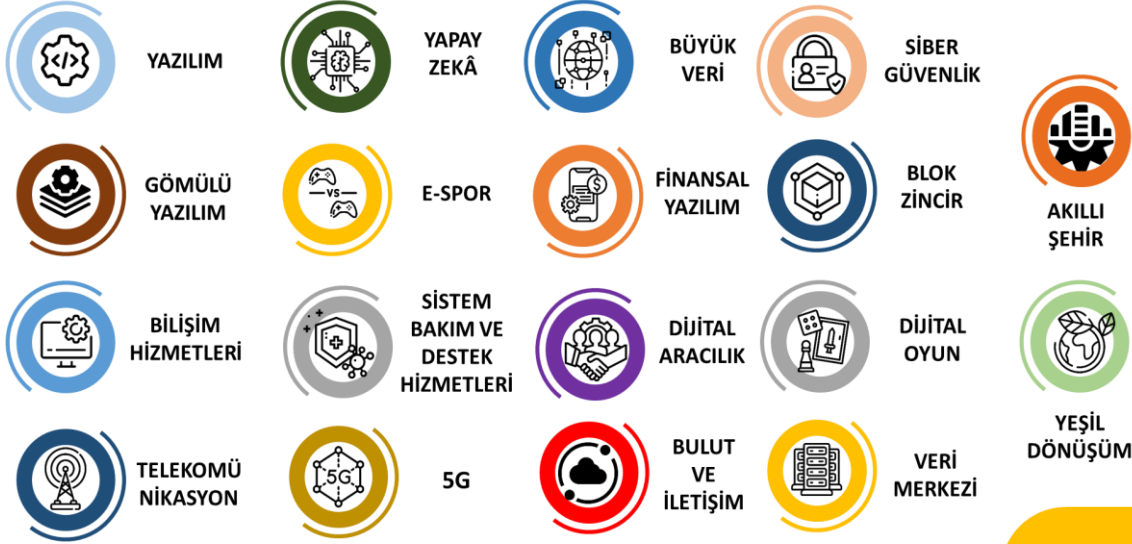 YAZILIM
YAPAY
ZEKÂ
BÜYÜK
VERİ
SİBER
GÜVENLİK
GÖMÜLÜ
YAZILIM
VS
E-SPOR
FİNANSAL
YAZILIM
BLOK
ZİNCİR
AKILLI
ŞEHİR
BİLİŞİM
HİZMETLERİ
SİSTEM
BAKIM VE
DESTEK
HİZMETLERİ
DİJİTAL
ARACILIK
DİJİTAL
OYUN
YEŞİL
DÖNÜŞÜM
TELEKOMÜ
NİKASYON
5G
5G
BULUT
VE
İLETİŞİM
VERİ
MERKEZİ